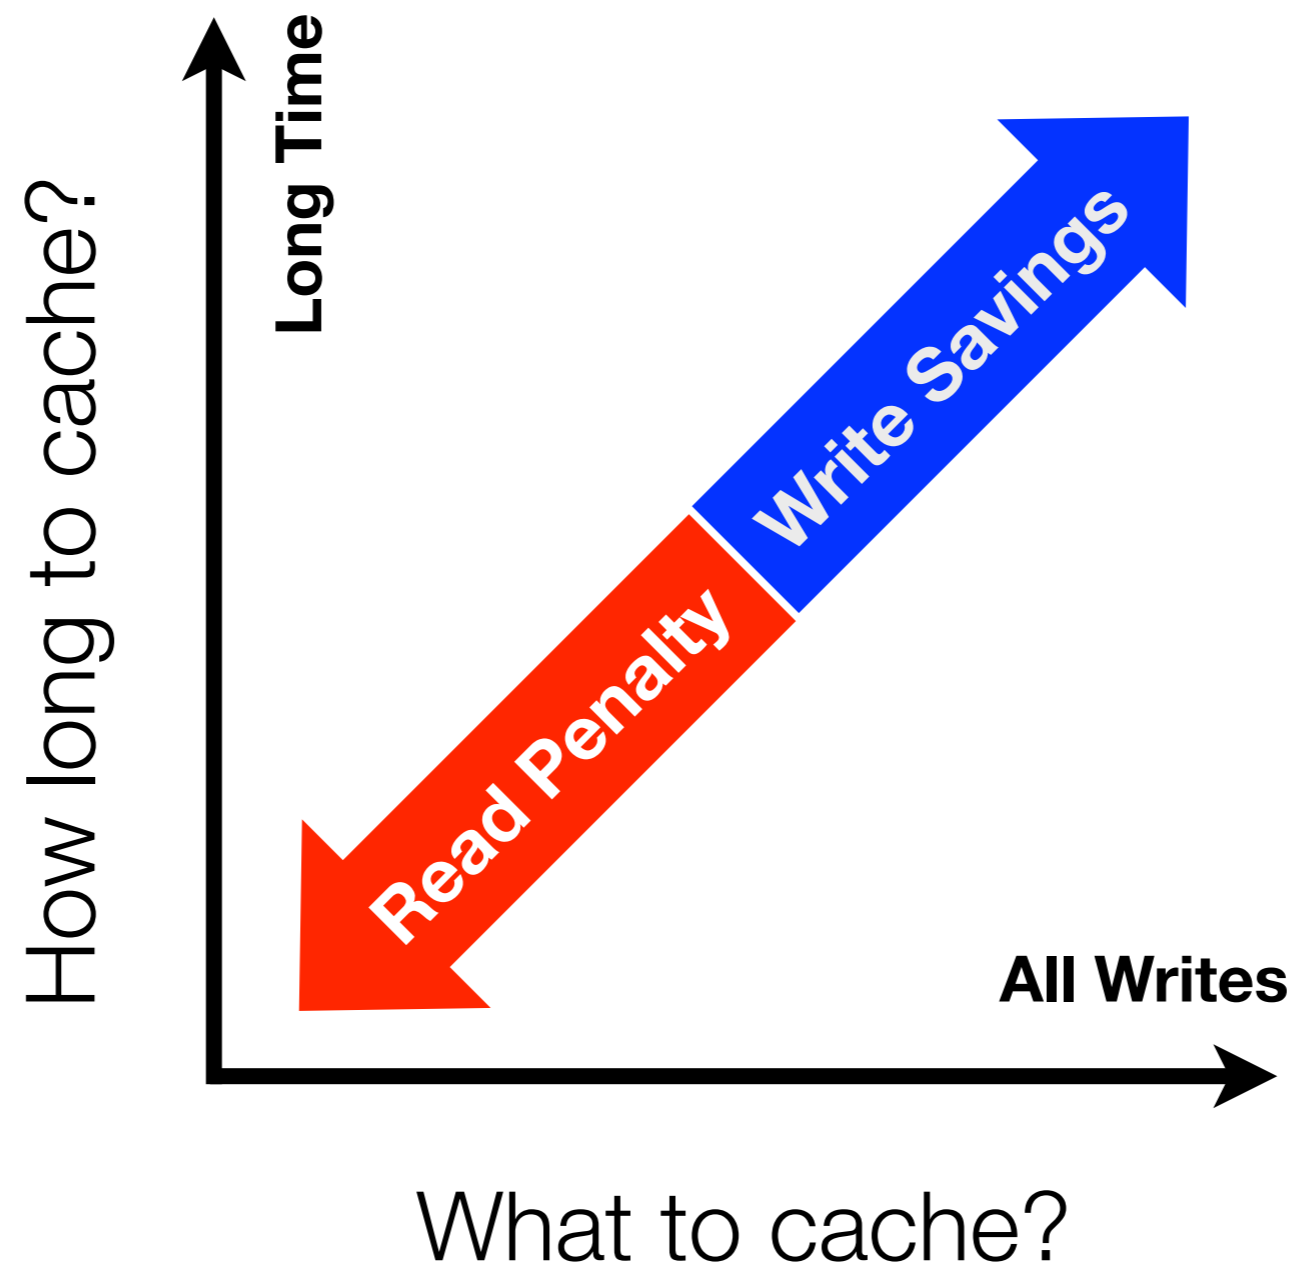 How long to cache?
Long Time
Write Savings
Read Penalty
All Writes
What to cache?